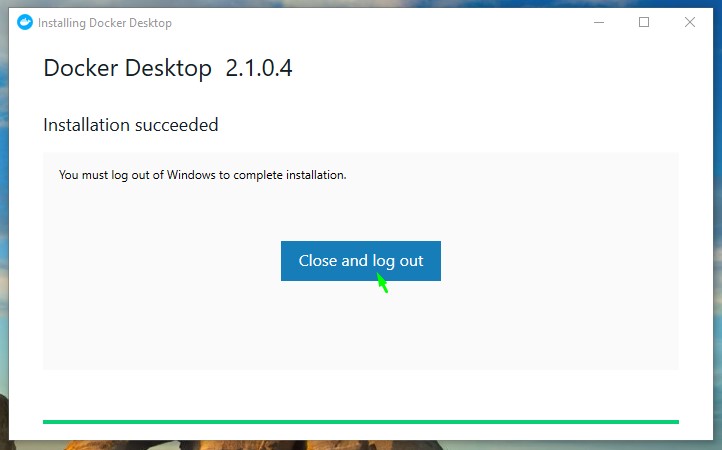 Installing Docker Desktop
Docker Desktop 2.1.0.4
Installation succeeded
You must log out of Windows to complete installation.
Close and log out